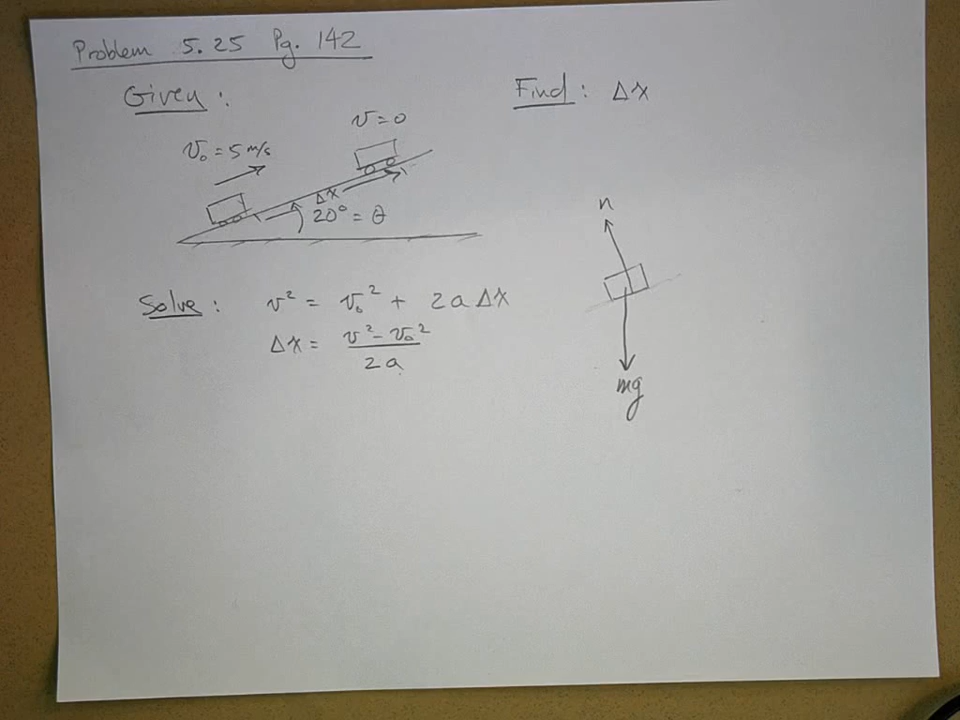 Problem 5.25 Pg. 142
Given:
Find: Δx
v = 0
v₀ = 5 m/s
Δx
20° = θ
n
mg
Solve: v² = v₀² + 2aΔx
Δx = (v² - v₀²) / 2a